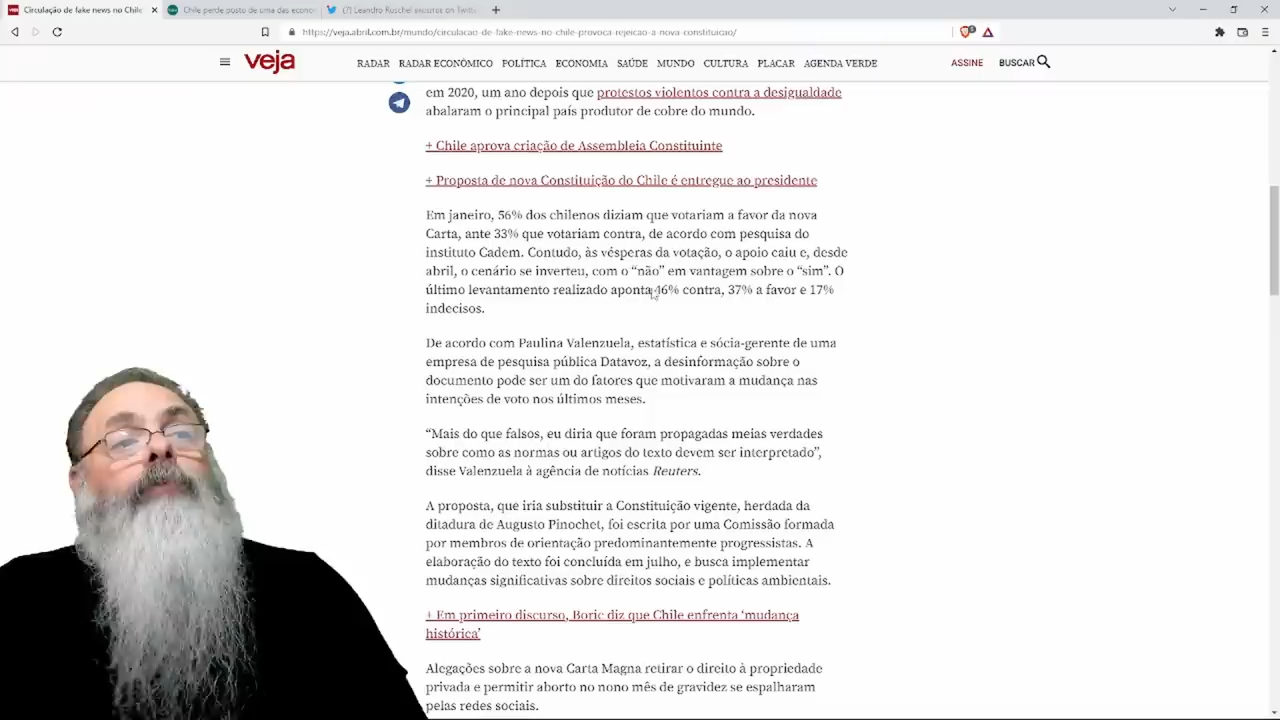 Circulação de fake news no Chile
Chile perde posto de uma das econo
(7) Leandro Ruschel on Twitt
https://veja.abril.com.br/mundo/circulacao-de-fake-news-no-chile-provoca-rejeicao-a-nova-constituicao/
veja
RADAR RADAR ECONÔMICO POLÍTICA ECONOMIA SAÚDE MUNDO CULTURA PLACAR AGENDA VERDE
ASSINE BUSCAR
em 2020, um ano depois que protestos violentos contra a desigualdade
abalaram o principal país produtor de cobre do mundo.
+ Chile aprova criação de Assembleia Constituinte
+ Proposta de nova Constituição do Chile é entregue ao presidente
Em janeiro, 56% dos chilenos diziam que votariam a favor da nova
Carta, ante 33% que votariam contra, de acordo com pesquisa do
instituto Cadem. Contudo, às vésperas da votação, o apoio caiu e, desde
abril, o cenário se inverteu, com o “não” em vantagem sobre o “sim”. O
último levantamento realizado aponta 46% contra, 37% a favor e 17%
indecisos.
De acordo com Paulina Valenzuela, estatística e sócia-gerente de uma
empresa de pesquisa pública Datavoz, a desinformação sobre o
documento pode ser um do fatores que motivaram a mudança nas
intenções de voto nos últimos meses.
“Mais do que falsos, eu diria que foram propagadas meias verdades
sobre como as normas ou artigos do texto devem ser interpretado”,
disse Valenzuela à agência de notícias Reuters.
A proposta, que iria substituir a Constituição vigente, herdada da
ditadura de Augusto Pinochet, foi escrita por uma Comissão formada
por membros de orientação predominantemente progressistas. A
elaboração do texto foi concluída em julho, e busca implementar
mudanças significativas sobre direitos sociais e políticas ambientais.
+ Em primeiro discurso, Boric diz que Chile enfrenta ‘mudança
histórica’
Alegações sobre a nova Carta Magna retirar o direito à propriedade
privada e permitir aborto no nono mês de gravidez se espalharam
pelas redes sociais.